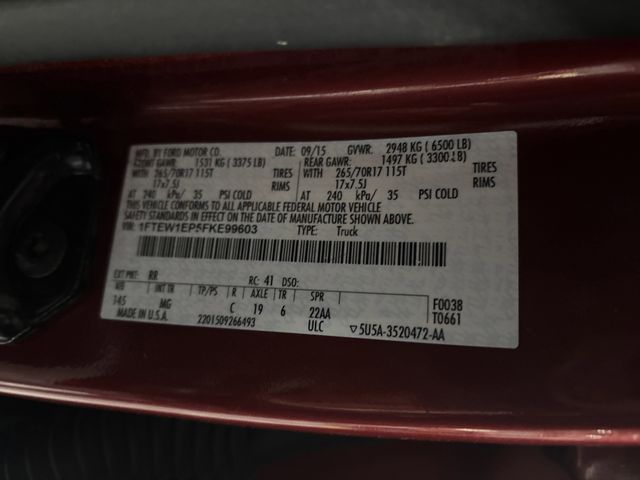 MFD. BY FORD MOTOR CO. DATE: 09/15 GVWR: 2948 KG ( 6500 LB)
FRONT GAWR: 1531 KG ( 3375 LB) REAR GAWR: 1497 KG ( 3300 LB)
WITH 265/70R17 115T TIRES WITH 265/70R17 115T TIRES
17x7.5J RIMS 17x7.5J RIMS
AT 240 kPa/ 35 PSI COLD AT 240 kPa/ 35 PSI COLD
THIS VEHICLE CONFORMS TO ALL APPLICABLE FEDERAL MOTOR VEHICLE
SAFETY STANDARDS IN EFFECT ON THE DATE OF MANUFACTURE SHOWN ABOVE.
VIN: 1FTEW1EP5FKE99603 TYPE: Truck
EXT PNT: RR RC: 41 DSO:
WB INT TR TP/PS R AXLE TR SPR F0038
145 MG C 19 6 22AA T0661
MADE IN U.S.A. 2201509266493 ULC ▽5U5A-3520472-AA